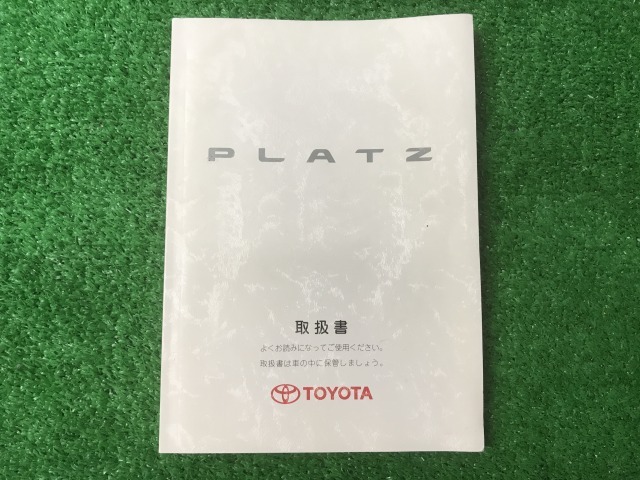 PLATZ
取扱書
よくお読みになってご使用ください。
取扱書は車の中に保管しましょう。
TOYOTA